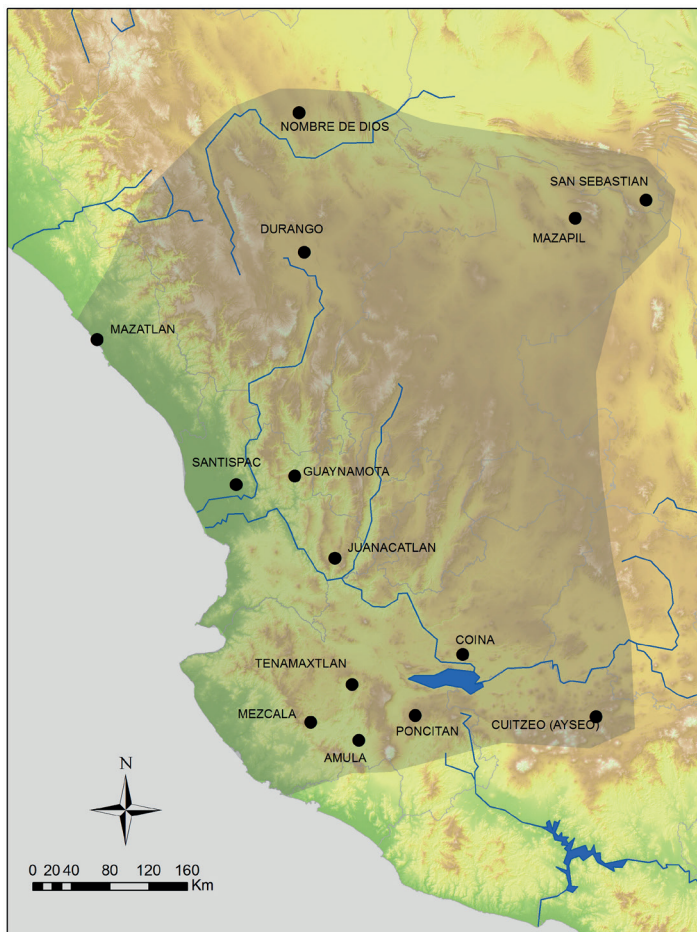 NOMBRE DE DIOS
SAN SEBASTIAN
DURANGO
MAZAPIL
MAZATLAN
SANTISPAC
GUAYNAMOTA
JUANACATLAN
COINA
TENAMAXTLAN
MEZCALA
PONCITAN
CUITZEO (AYSEO)
AMULA
N
0 20 40 80 120 160
Km